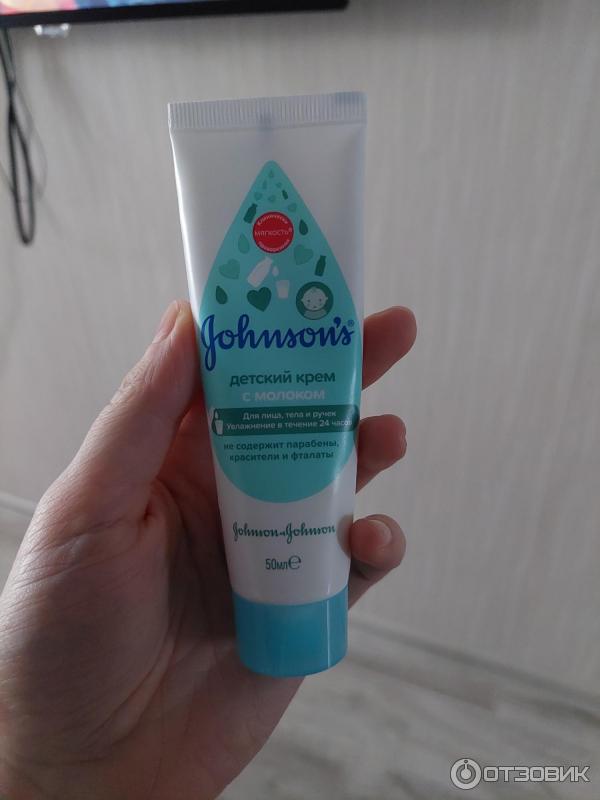 Клинически
МЯГКОСТЬ®
Johnson's®
детский крем
с молоком
Для лица, тела и ручек
Увлажнение в течение 24 часов
не содержит парабены,
красители и фталаты
Johnson&Johnson
50мл℮
ОТЗОВИК